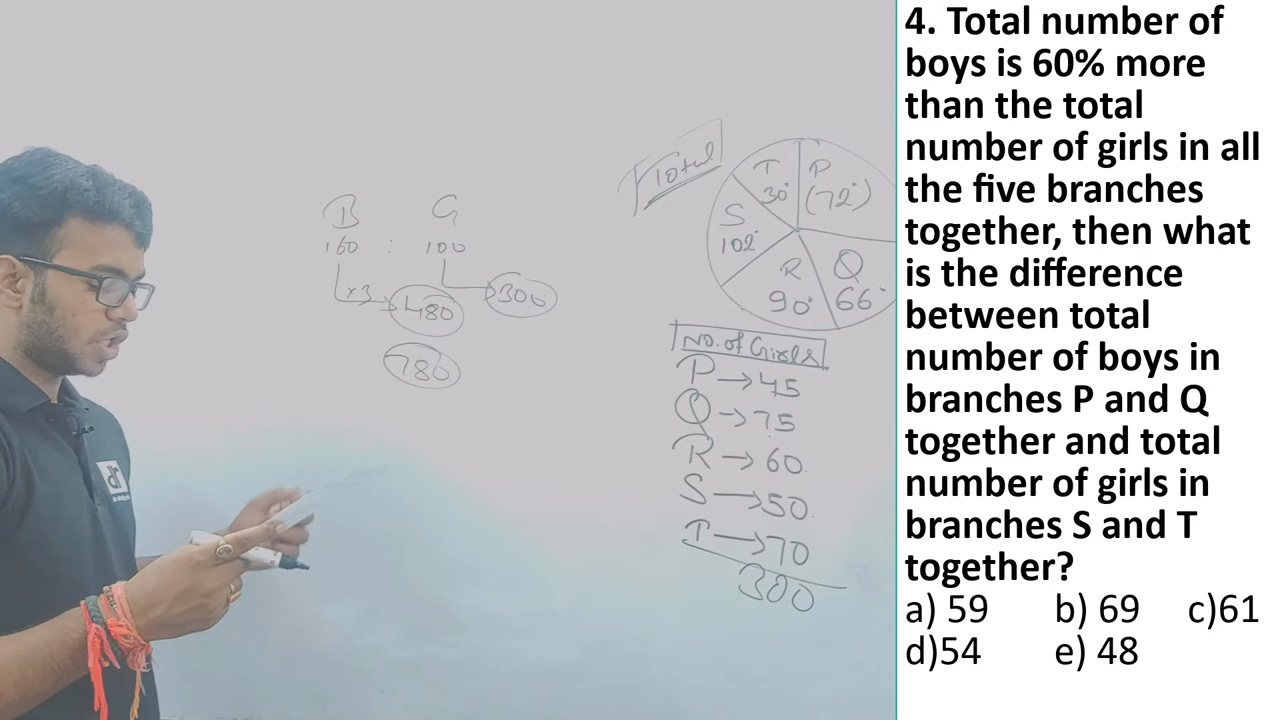 4. Total number of
boys is 60% more
than the total
number of girls in all
the five branches
together, then what
is the difference
between total
number of boys in
branches P and Q
together and total
number of girls in
branches S and T
together?
a) 59 b) 69 c)61
d)54 e) 48
Total
T P
30° (72°)
S
102°
R Q
90° 66°
B G
160 : 100
x3 480 300
780
No. of Girls
P → 45
Q → 75
R → 60
S → 50
T → 70
300
dr